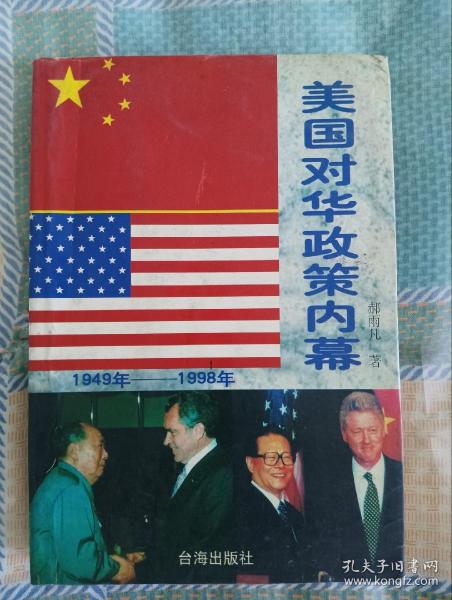 美国对华政策内幕
郝雨凡 著
1949年——1998年
台海出版社
孔夫子旧书网
www.kongfz.com